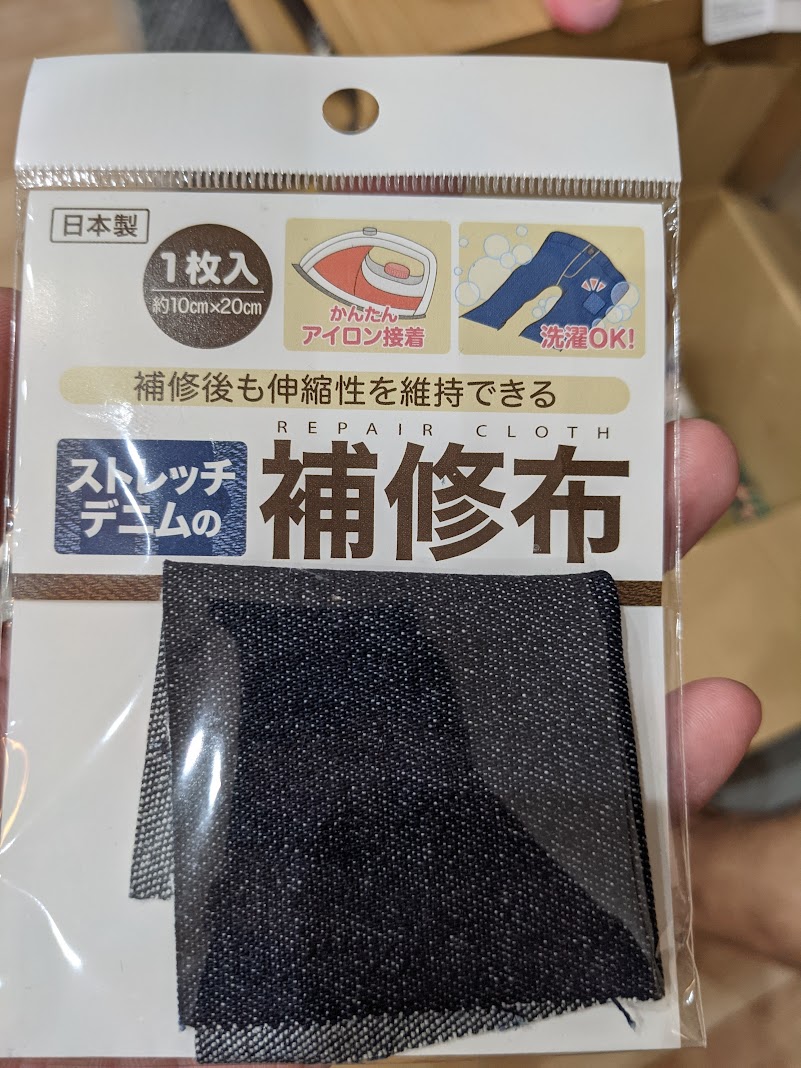 日本製
1枚入
約10cm×20cm
かんたん
アイロン接着
洗濯OK!
補修後も伸縮性を維持できる
REPAIR CLOTH
ストレッチ
デニムの
補修布